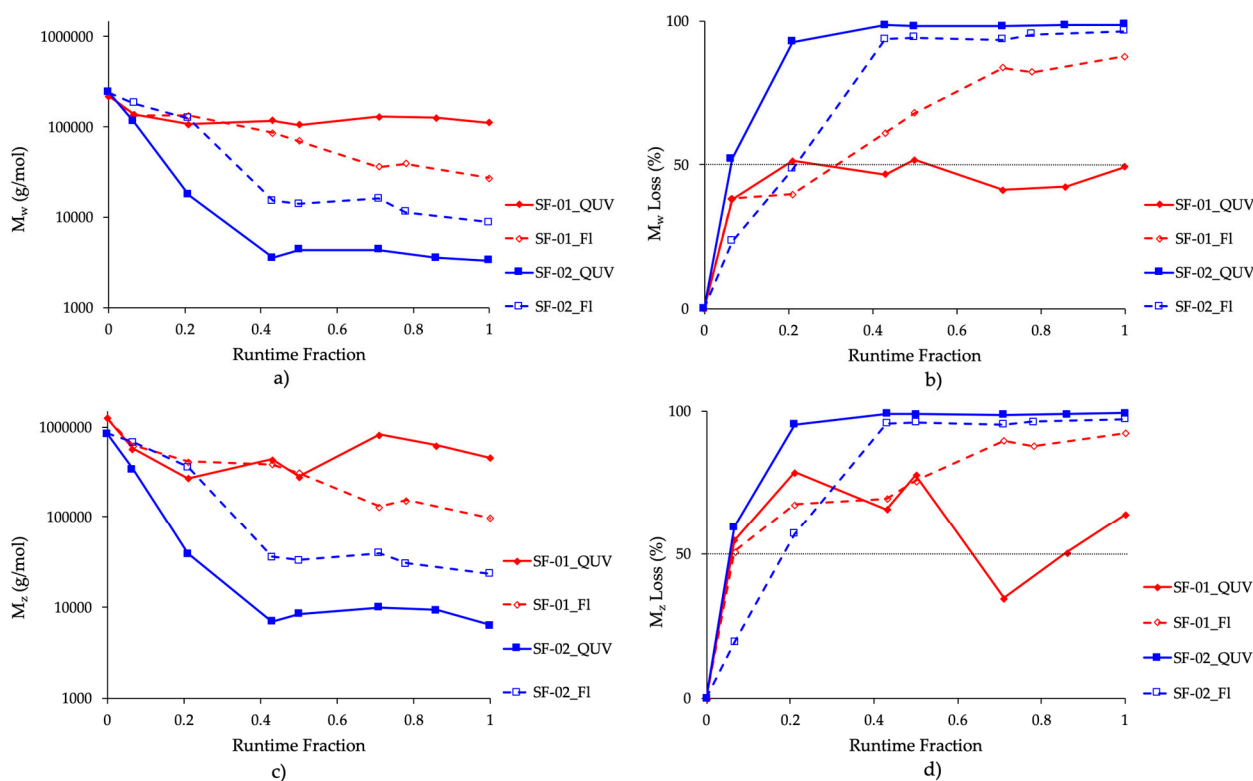 1000000
100000
10000
1000
M_w (g/mol)
0 0.2 0.4 0.6 0.8 1
Runtime Fraction
SF-01_QUV
SF-01_Fl
SF-02_QUV
SF-02_Fl
a)
100
50
0
M_w Loss (%)
0 0.2 0.4 0.6 0.8 1
Runtime Fraction
SF-01_QUV
SF-01_Fl
SF-02_QUV
SF-02_Fl
b)
1000000
100000
10000
1000
M_z (g/mol)
0 0.2 0.4 0.6 0.8 1
Runtime Fraction
SF-01_QUV
SF-01_Fl
SF-02_QUV
SF-02_Fl
c)
100
50
0
M_z Loss (%)
0 0.2 0.4 0.6 0.8 1
Runtime Fraction
SF-01_QUV
SF-01_Fl
SF-02_QUV
SF-02_Fl
d)